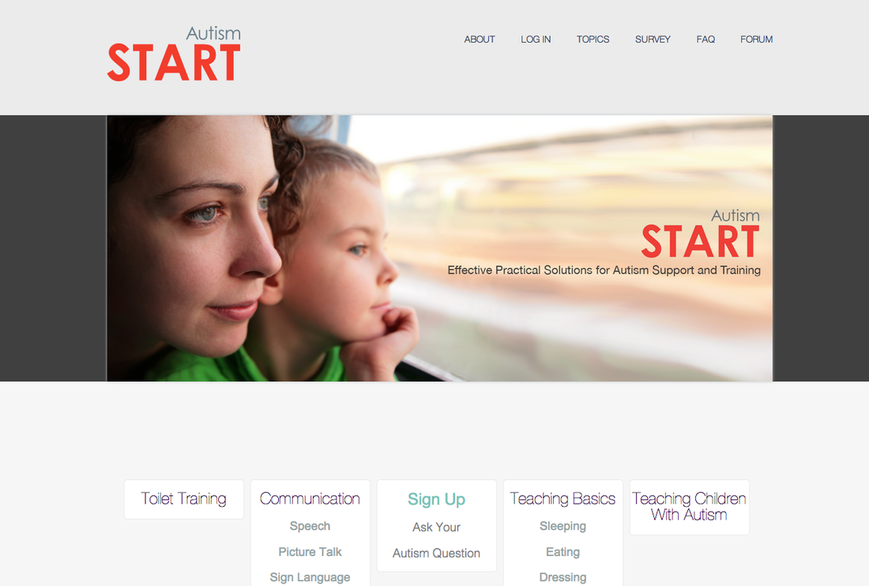 Autism
START
ABOUT LOG IN TOPICS SURVEY FAQ FORUM
Autism
START
Effective Practical Solutions for Autism Support and Training
Toilet Training
Communication
Speech
Picture Talk
Sign Language
Sign Up
Ask Your
Autism Question
Teaching Basics
Sleeping
Eating
Dressing
Teaching Children
With Autism